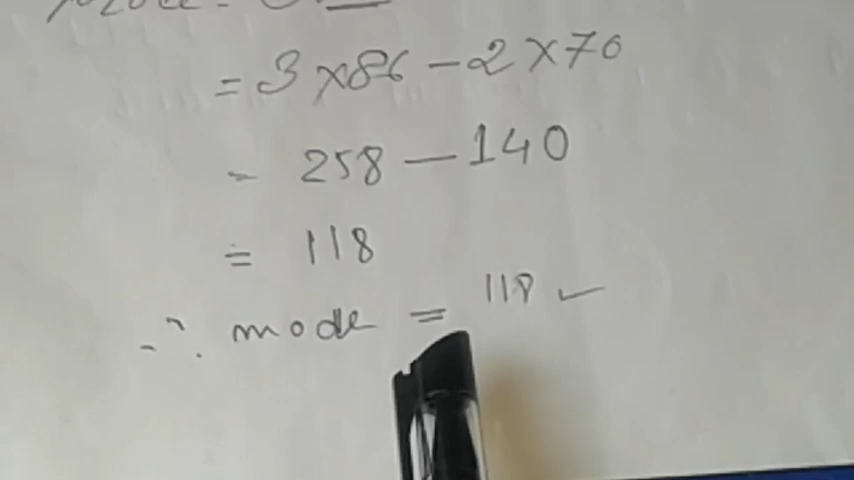 = 3 × 86 − 2 × 70
= 258 — 140
= 118
∴ mode = 118 ✓